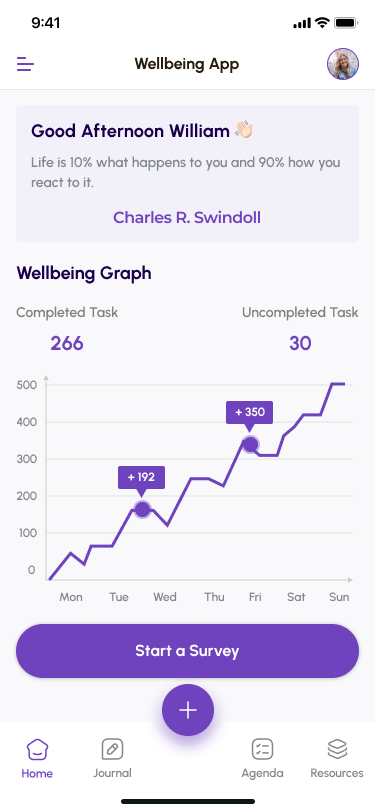 9:41
Wellbeing App
Good Afternoon William 👋🏻
Life is 10% what happens to you and 90% how you
react to it.
Charles R. Swindoll
Wellbeing Graph
Completed Task
Uncompleted Task
266
30
500
400
300
200
100
0
+ 350
+ 192
Mon
Tue
Wed
Thu
Fri
Sat
Sun
Start a Survey
Home
Journal
Agenda
Resources